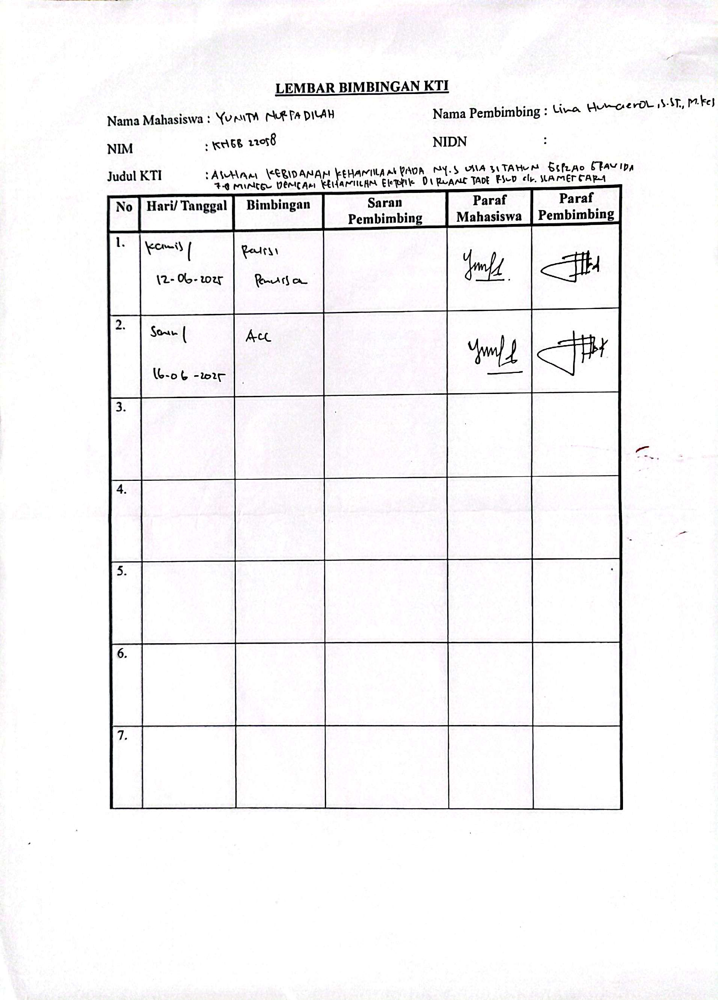 LEMBAR BIMBINGAN KTI
Nama Mahasiswa : YUNITA NURFADILAH
Nama Pembimbing : Lina Humaeroh, S.ST., M.Kes
NIM : KHGB 22058
NIDN :
Judul KTI : ASUHAN KEBIDANAN KEHAMILAN PADA NY. S USIA 31 TAHUN G3P2A0 GRAVIDA
7-8 MINGGU DENGAN KEHAMILAN EKTOPIK DI RUANG JADE RSUD dr. SLAMET GARUT
No Hari/ Tanggal Bimbingan Saran Pembimbing Paraf Mahasiswa Paraf Pembimbing
1. Kamis / Revisi
12-06-2025 Penulisan
2. Senin / Acc
16-06-2025
3.
4.
5.
6.
7.